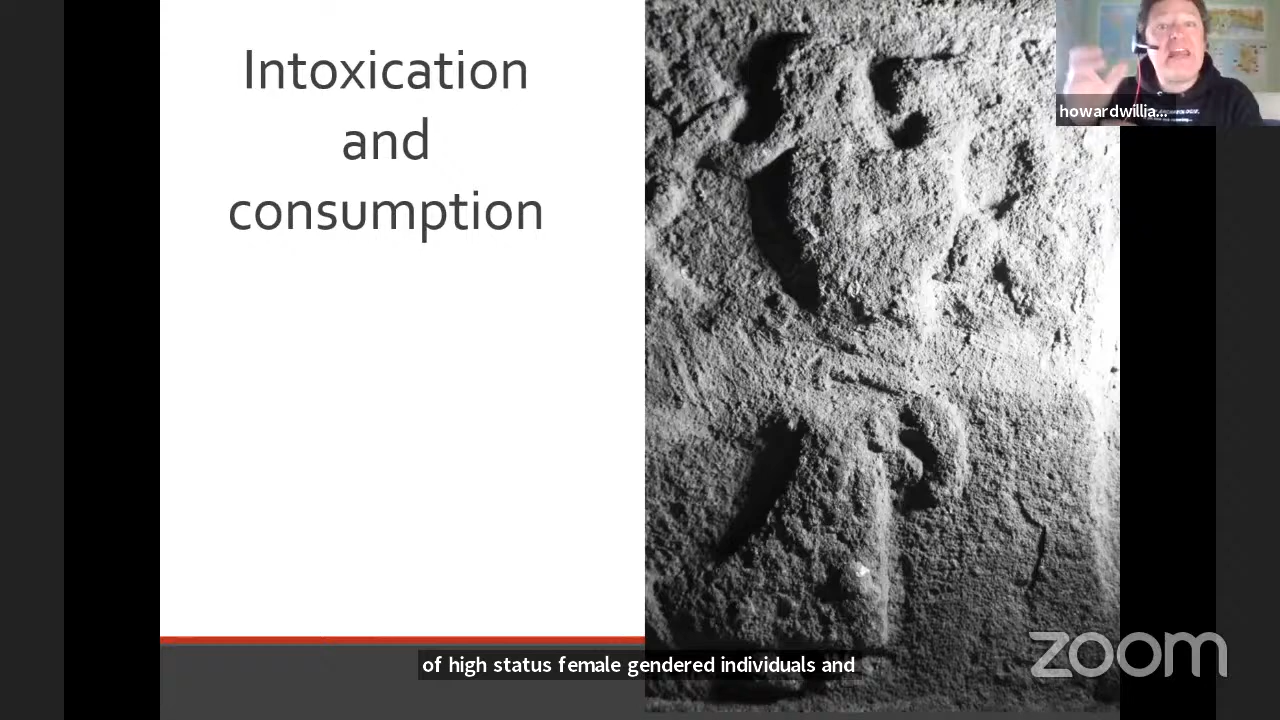 Intoxication
and
consumption
howardwillia...
of high status female gendered individuals and
zoom